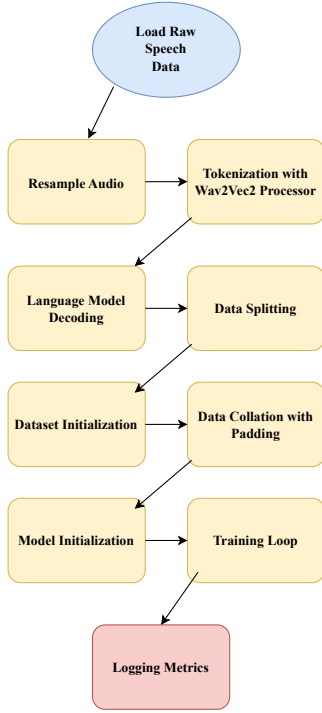 Load Raw
Speech
Data
Resample Audio
Tokenization with
Wav2Vec2 Processor
Language Model
Decoding
Data Splitting
Dataset Initialization
Data Collation with
Padding
Model Initialization
Training Loop
Logging Metrics